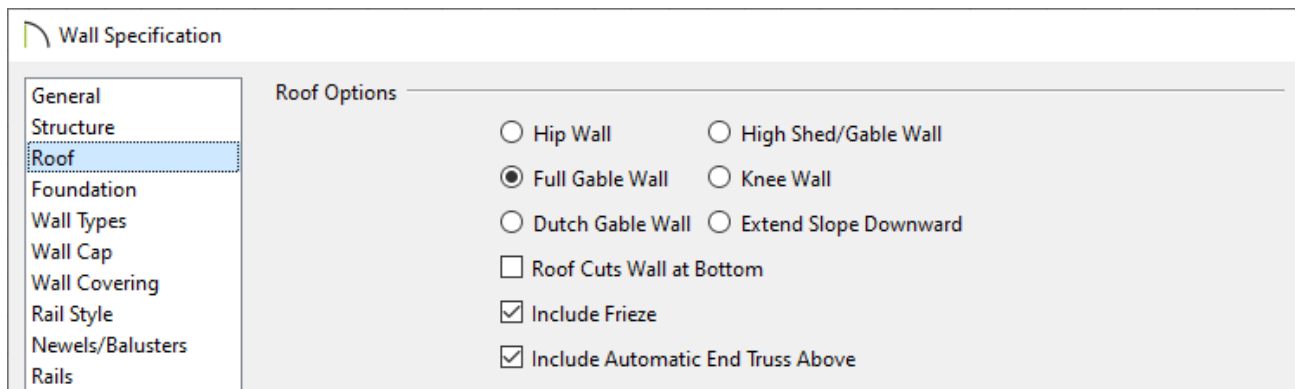 Wall Specification
General
Structure
Roof
Foundation
Wall Types
Wall Cap
Wall Covering
Rail Style
Newels/Balusters
Rails
Roof Options
Hip Wall
High Shed/Gable Wall
Full Gable Wall
Knee Wall
Dutch Gable Wall
Extend Slope Downward
Roof Cuts Wall at Bottom
Include Frieze
Include Automatic End Truss Above